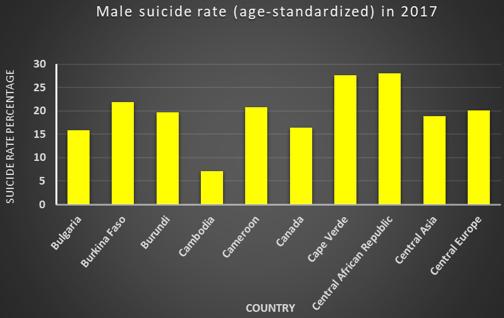 Male suicide rate (age-standardized) in 2017
SUICIDE RATE PERCENTAGE
30
25
20
15
10
5
0
Bulgaria
Burkina Faso
Burundi
Cambodia
Cameroon
Canada
Cape Verde
Central African Republic
Central Asia
Central Europe
COUNTRY